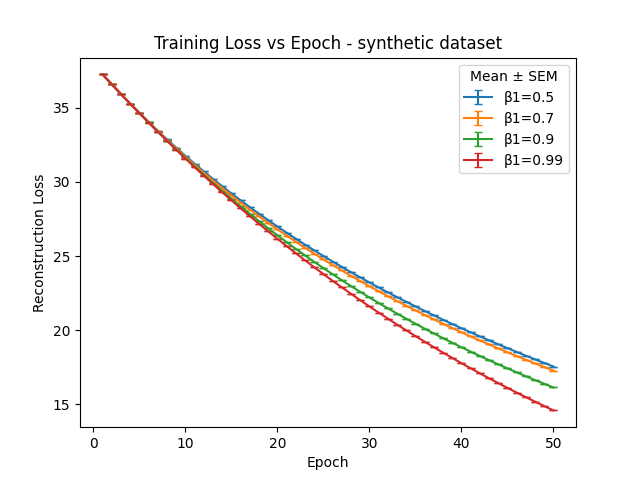 Training Loss vs Epoch - synthetic dataset
Mean ± SEM
β1=0.5
β1=0.7
β1=0.9
β1=0.99
Reconstruction Loss
35
30
25
20
15
0 10 20 30 40 50
Epoch